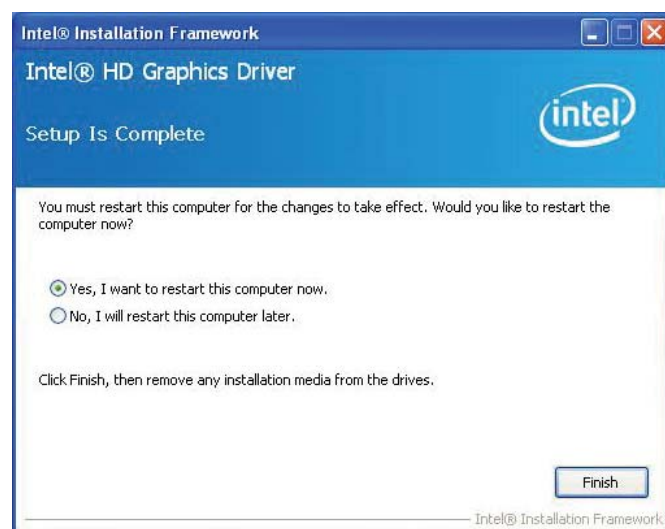 Intel® Installation Framework
Intel® HD Graphics Driver
Setup Is Complete
intel
You must restart this computer for the changes to take effect. Would you like to restart the
computer now?
Yes, I want to restart this computer now.
No, I will restart this computer later.
Click Finish, then remove any installation media from the drives.
Finish
Intel® Installation Framework